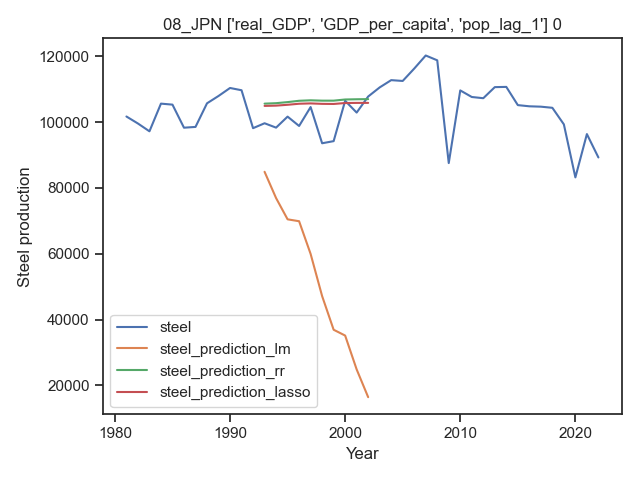 08_JPN ['real_GDP', 'GDP_per_capita', 'pop_lag_1'] 0
120000
100000
80000
60000
40000
20000
Steel production
steel
steel_prediction_lm
steel_prediction_rr
steel_prediction_lasso
1980 1990 2000 2010 2020
Year